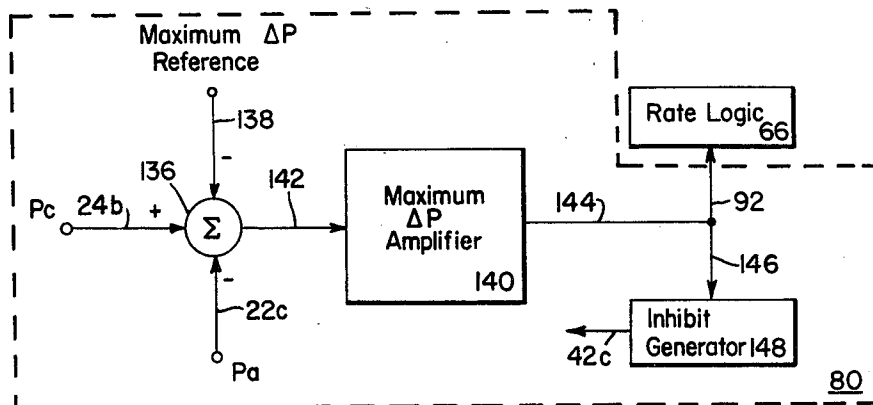 Maximum ΔP
Reference
138
-
136
142
Pc
24b
+
Σ
-
22c
Pa
Maximum
ΔP
Amplifier
140
144
Rate Logic
66
92
146
Inhibit
Generator 148
42c
80